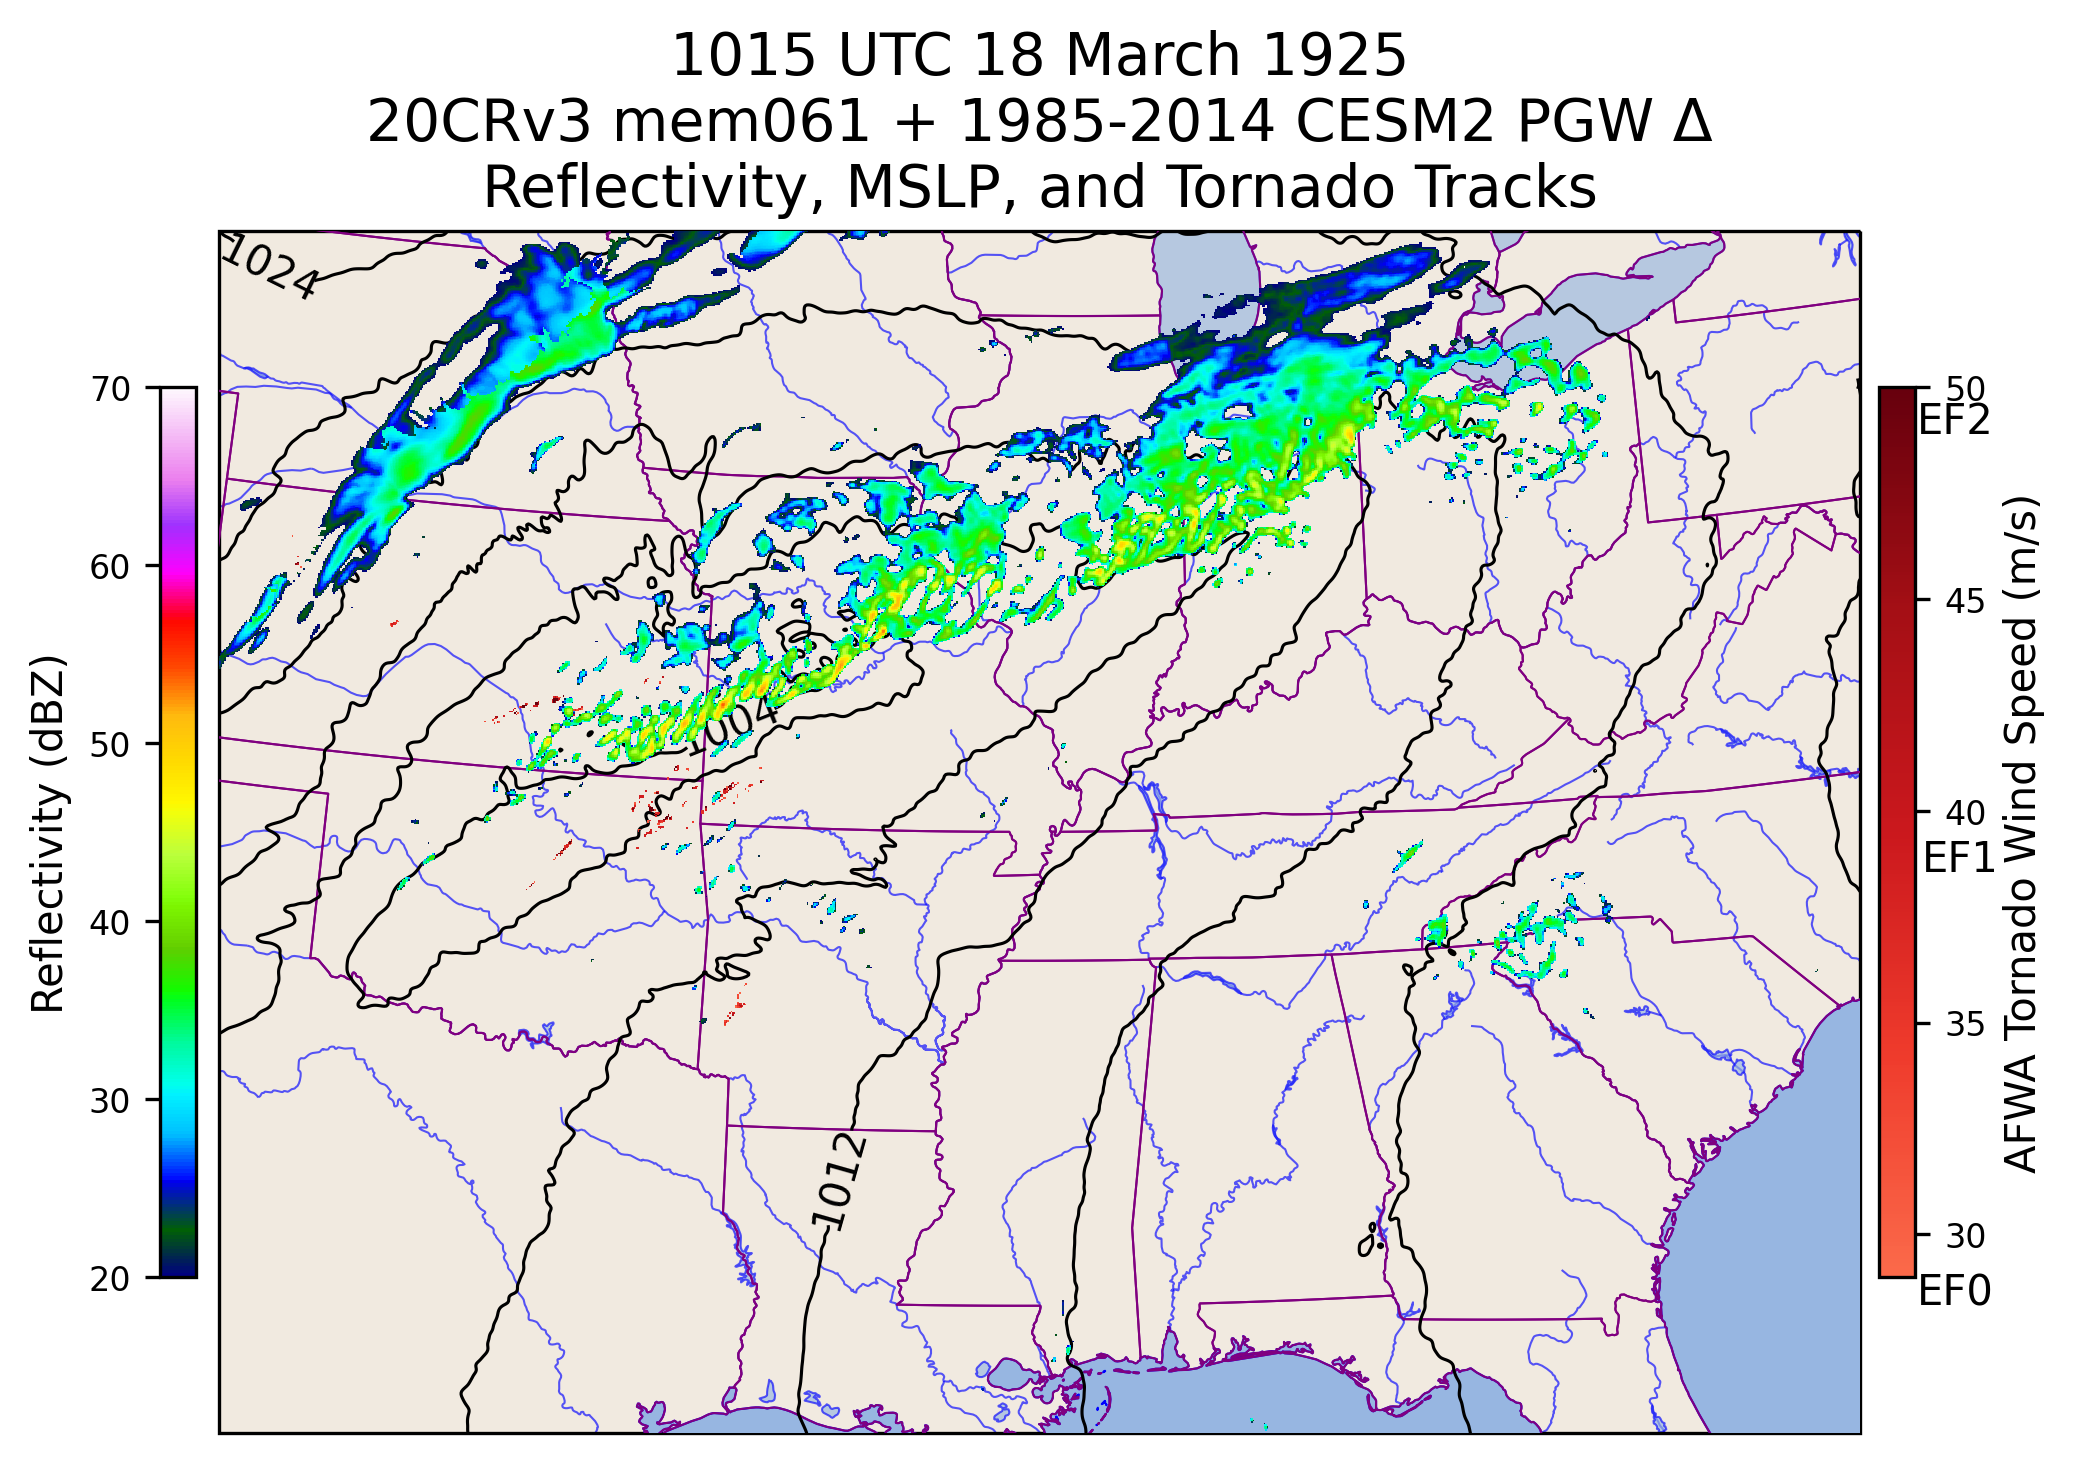 1015 UTC 18 March 1925
20CRv3 mem061 + 1985-2014 CESM2 PGW Δ
Reflectivity, MSLP, and Tornado Tracks
1024
1004
1012
70
60
50
40
30
20
Reflectivity (dBZ)
50
EF2
45
40
EF1
35
30
EF0
AFWA Tornado Wind Speed (m/s)